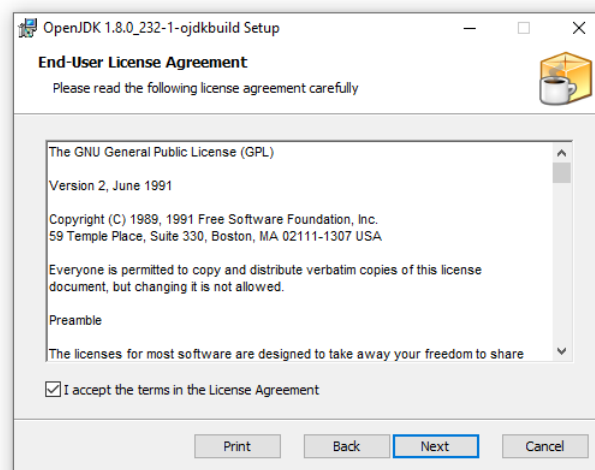 OpenJDK 1.8.0_232-1-ojdkbuild Setup
End-User License Agreement
Please read the following license agreement carefully
The GNU General Public License (GPL)
Version 2, June 1991
Copyright (C) 1989, 1991 Free Software Foundation, Inc.
59 Temple Place, Suite 330, Boston, MA 02111-1307 USA
Everyone is permitted to copy and distribute verbatim copies of this license
document, but changing it is not allowed.
Preamble
The licenses for most software are designed to take away your freedom to share
I accept the terms in the License Agreement
Print Back Next Cancel